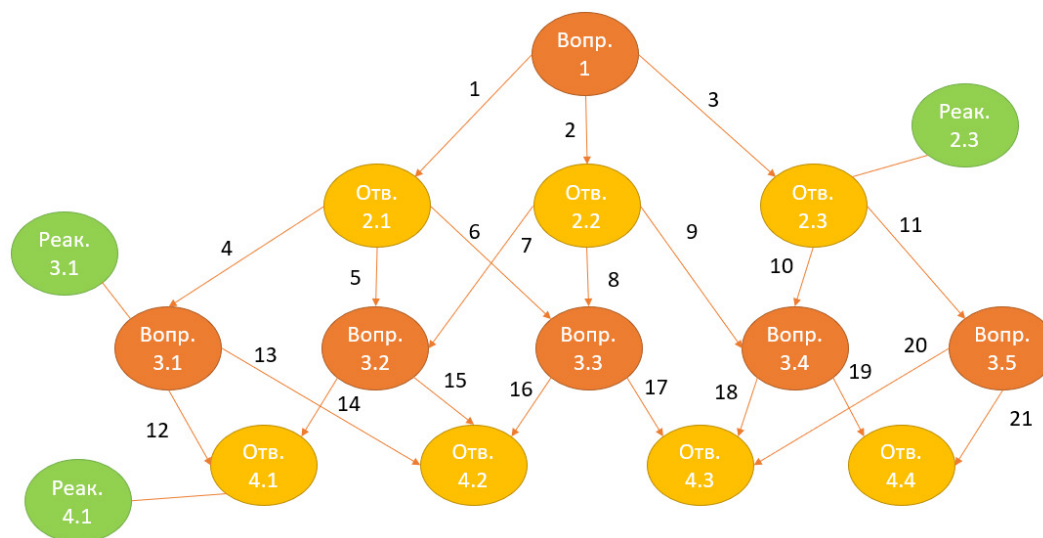 Вопр.
1
1
2
3
Реак.
2.3
Отв.
2.1
Отв.
2.2
Отв.
2.3
Реак.
3.1
4
5
6
7
8
9
10
11
Вопр.
3.1
Вопр.
3.2
Вопр.
3.3
Вопр.
3.4
Вопр.
3.5
12
13
14
15
16
17
18
19
20
21
Отв.
4.1
Отв.
4.2
Отв.
4.3
Отв.
4.4
Реак.
4.1